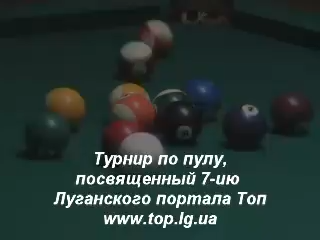 Турнир по пулу,
посвященный 7-ию
Луганского портала Топ
www.top.lg.ua